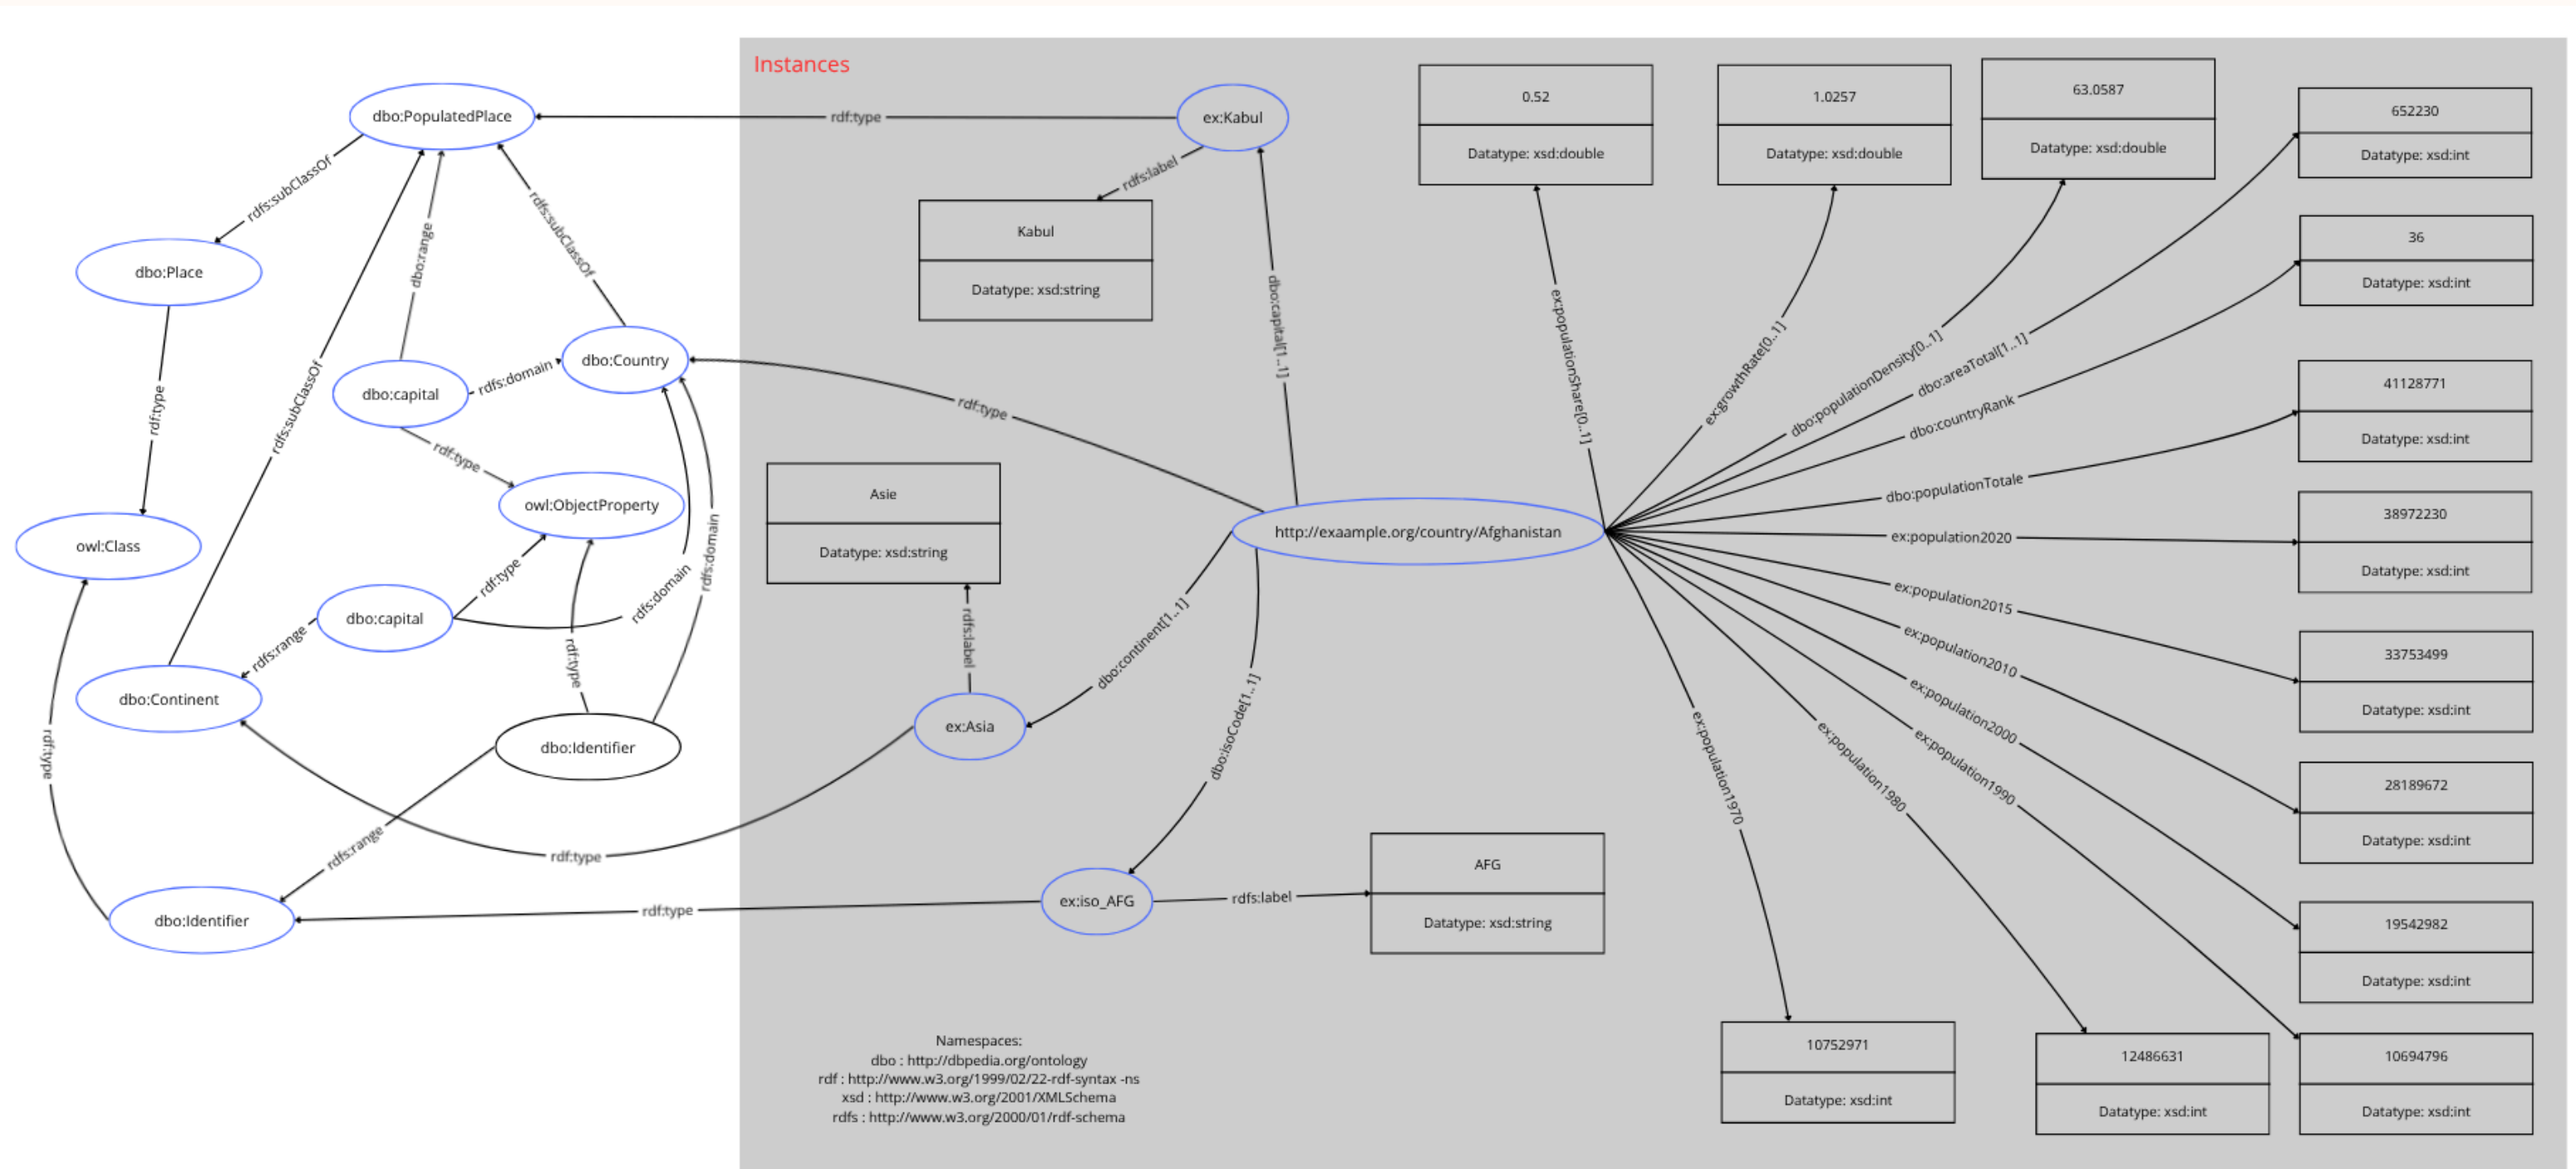 Instances
dbo:PopulatedPlace
rdf:type
ex:Kabul
rdfs:label
Kabul
Datatype: xsd:string
0.52
Datatype: xsd:double
1.0257
Datatype: xsd:double
63.0587
Datatype: xsd:double
652230
Datatype: xsd:int
36
Datatype: xsd:int
41128771
Datatype: xsd:int
38972230
Datatype: xsd:int
33753499
Datatype: xsd:int
28189672
Datatype: xsd:int
19542982
Datatype: xsd:int
10694796
Datatype: xsd:int
12486631
Datatype: xsd:int
10752971
Datatype: xsd:int
rdfs:subClassOf
dbo:range
rdfs:subClassOf
dbo:Place
dbo:Country
dbo:capital
rdfs:domain
rdf:type
rdfs:subClassOf
rdf:type
owl:ObjectProperty
owl:Class
rdf:type
dbo:capital
rdfs:range
rdfs:domain
rdfs:domain
rdf:type
dbo:Continent
dbo:Identifier
rdf:type
rdfs:range
rdf:type
dbo:Identifier
rdf:type
rdf:type
dbo:capital[1..1]
ex:populationShare[0..1]
ex:growthRate[0..1]
dbo:populationDensity[0..1]
dbo:areaTotal[1..1]
dbo:countryRank
dbo:populationTotale
ex:population2020
ex:population2015
ex:population2010
ex:population2000
ex:population1990
ex:population1980
ex:population1970
http://exaample.org/country/Afghanistan
Asie
Datatype: xsd:string
rdfs:label
ex:Asia
dbo:continent[1..1]
dbo:isoCode[1..1]
ex:iso_AFG
rdfs:label
AFG
Datatype: xsd:string
Namespaces:
dbo : http://dbpedia.org/ontology
rdf : http://www.w3.org/1999/02/22-rdf-syntax -ns
xsd : http://www.w3.org/2001/XMLSchema
rdfs : http://www.w3.org/2000/01/rdf-schema